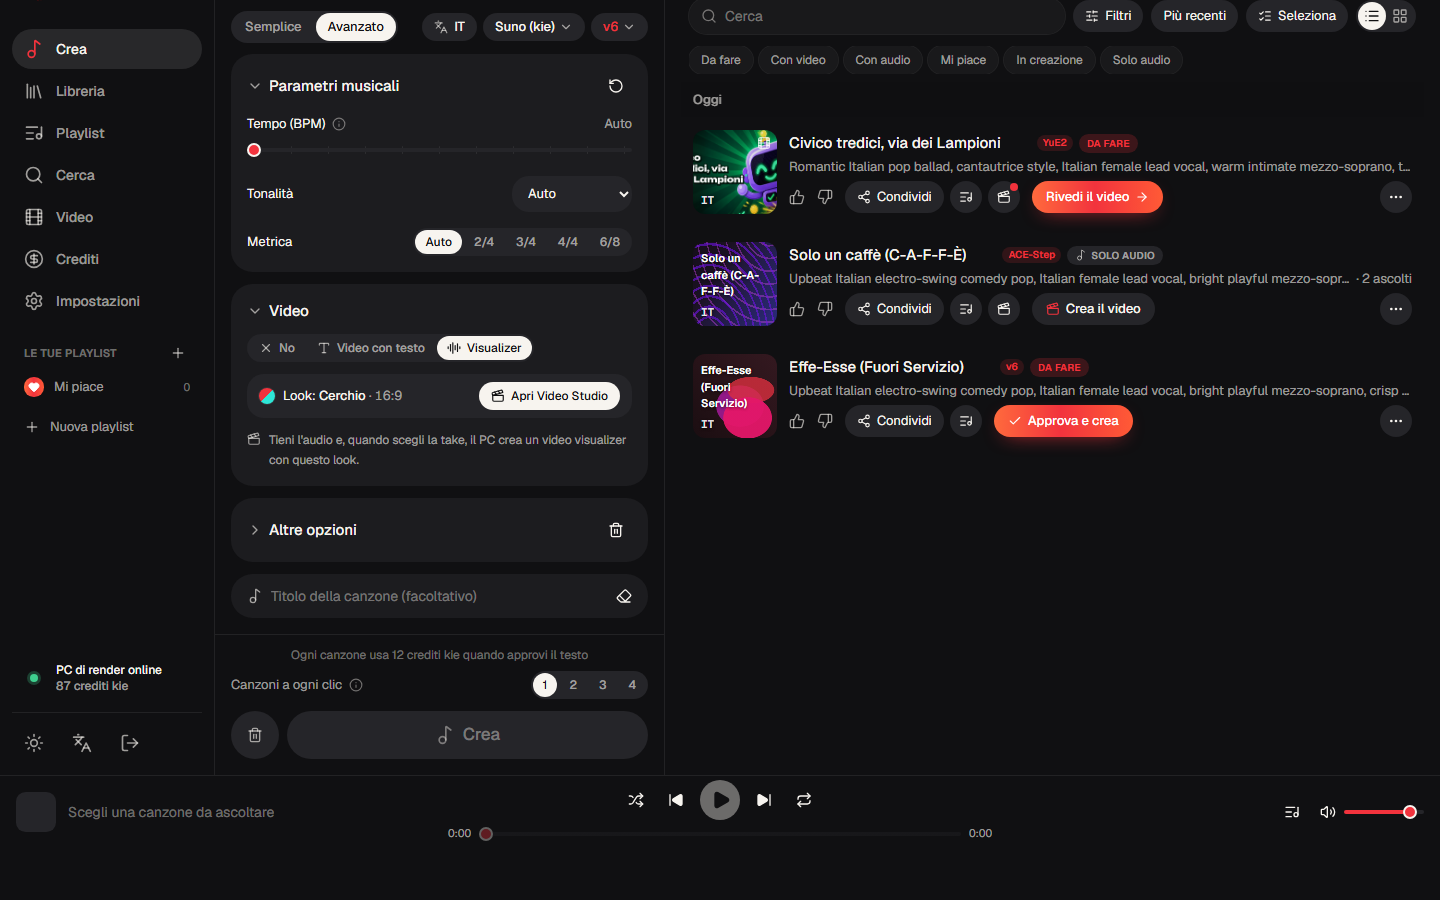 Crea
Libreria
Playlist
Cerca
Video
Crediti
Impostazioni
LE TUE PLAYLIST
Mi piace 0
Nuova playlist
PC di render online
87 crediti kie
Semplice Avanzato IT Suno (kie) v6
Parametri musicali
Tempo (BPM) Auto
Tonalità Auto
Metrica Auto 2/4 3/4 4/4 6/8
Video
No Video con testo Visualizer
Look: Cerchio · 16:9 Apri Video Studio
Tieni l'audio e, quando scegli la take, il PC crea un video visualizer
con questo look.
Altre opzioni
Titolo della canzone (facoltativo)
Ogni canzone usa 12 crediti kie quando approvi il testo
Canzoni a ogni clic 1 2 3 4
Crea
Cerca Filtri Più recenti Seleziona
Da fare Con video Con audio Mi piace In creazione Solo audio
Oggi
ici, via
Lampioni
IT
Civico tredici, via dei Lampioni YuE2 DA FARE
Romantic Italian pop ballad, cantautrice style, Italian female lead vocal, warm intimate mezzo-soprano, t...
Condividi Rivedi il video
Solo un
caffè (C-A-
F-F-È)
IT
Solo un caffè (C-A-F-F-È) ACE-Step SOLO AUDIO
Upbeat Italian electro-swing comedy pop, Italian female lead vocal, bright playful mezzo-sopr... · 2 ascolti
Condividi Crea il video
Effe-Esse
(Fuori
Servizio)
IT
Effe-Esse (Fuori Servizio) v6 DA FARE
Upbeat Italian electro-swing comedy pop, Italian female lead vocal, bright playful mezzo-soprano, crisp ...
Condividi Approva e crea
Scegli una canzone da ascoltare
0:00 0:00